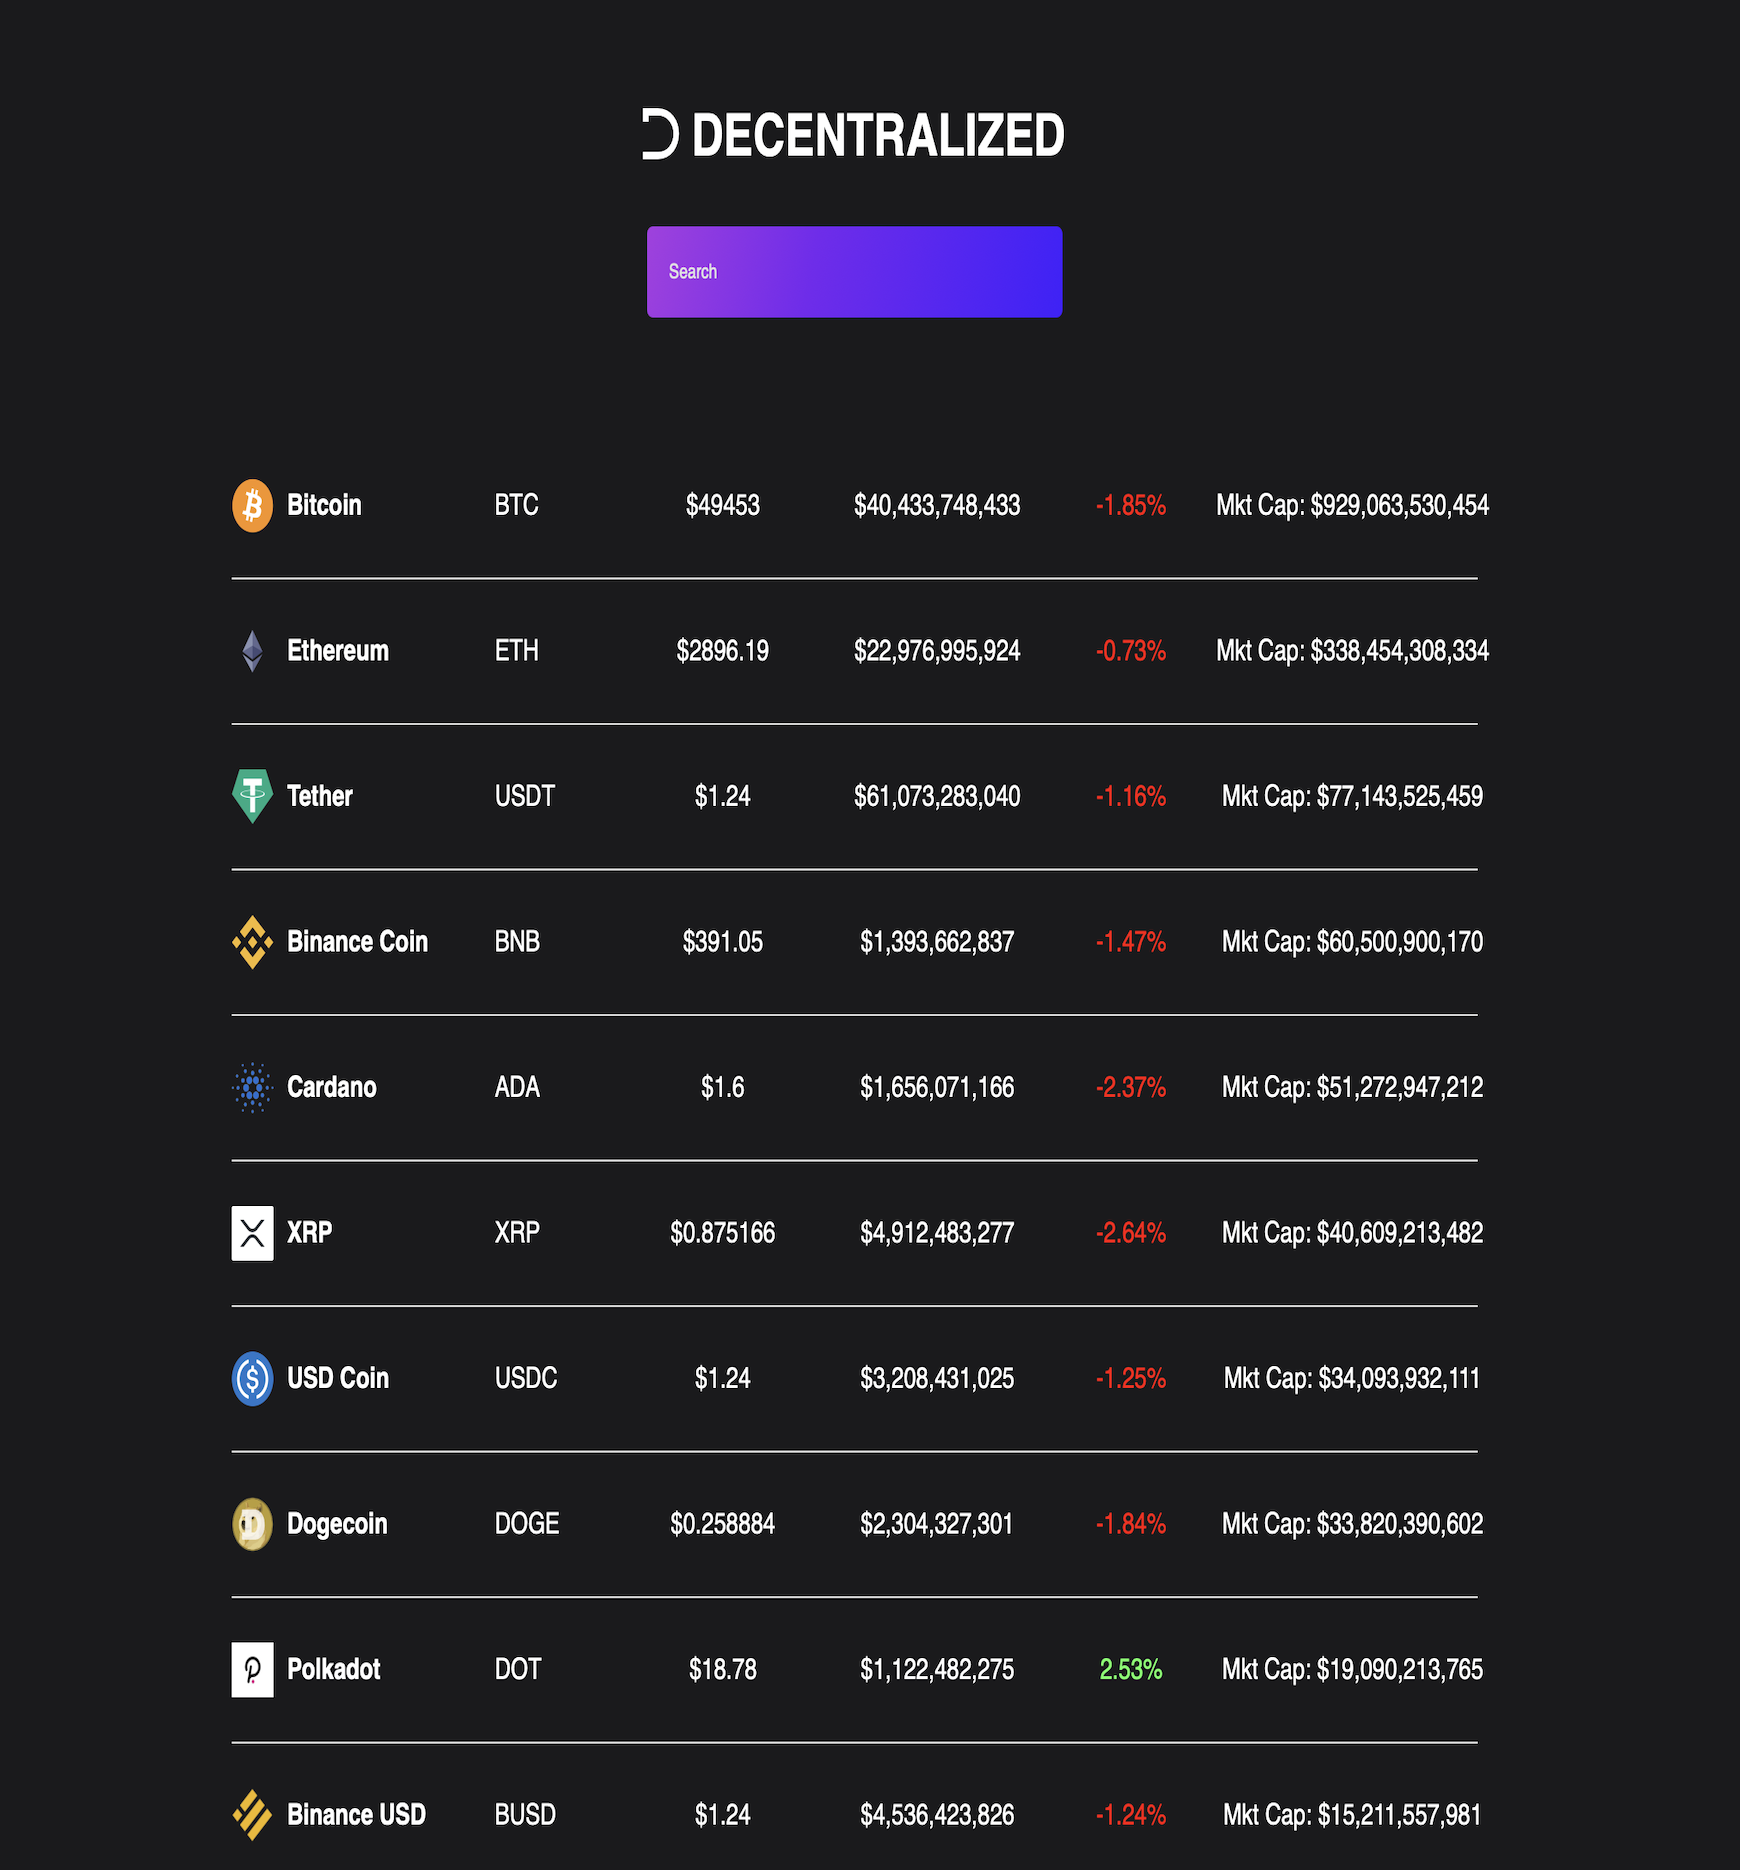 DECENTRALIZED
Search
Bitcoin BTC $49453 $40,433,748,433 -1.85% Mkt Cap: $929,063,530,454
Ethereum ETH $2896.19 $22,976,995,924 -0.73% Mkt Cap: $338,454,308,334
Tether USDT $1.24 $61,073,283,040 -1.16% Mkt Cap: $77,143,525,459
Binance Coin BNB $391.05 $1,393,662,837 -1.47% Mkt Cap: $60,500,900,170
Cardano ADA $1.6 $1,656,071,166 -2.37% Mkt Cap: $51,272,947,212
XRP XRP $0.875166 $4,912,483,277 -2.64% Mkt Cap: $40,609,213,482
USD Coin USDC $1.24 $3,208,431,025 -1.25% Mkt Cap: $34,093,932,111
Dogecoin DOGE $0.258884 $2,304,327,301 -1.84% Mkt Cap: $33,820,390,602
Polkadot DOT $18.78 $1,122,482,275 2.53% Mkt Cap: $19,090,213,765
Binance USD BUSD $1.24 $4,536,423,826 -1.24% Mkt Cap: $15,211,557,981